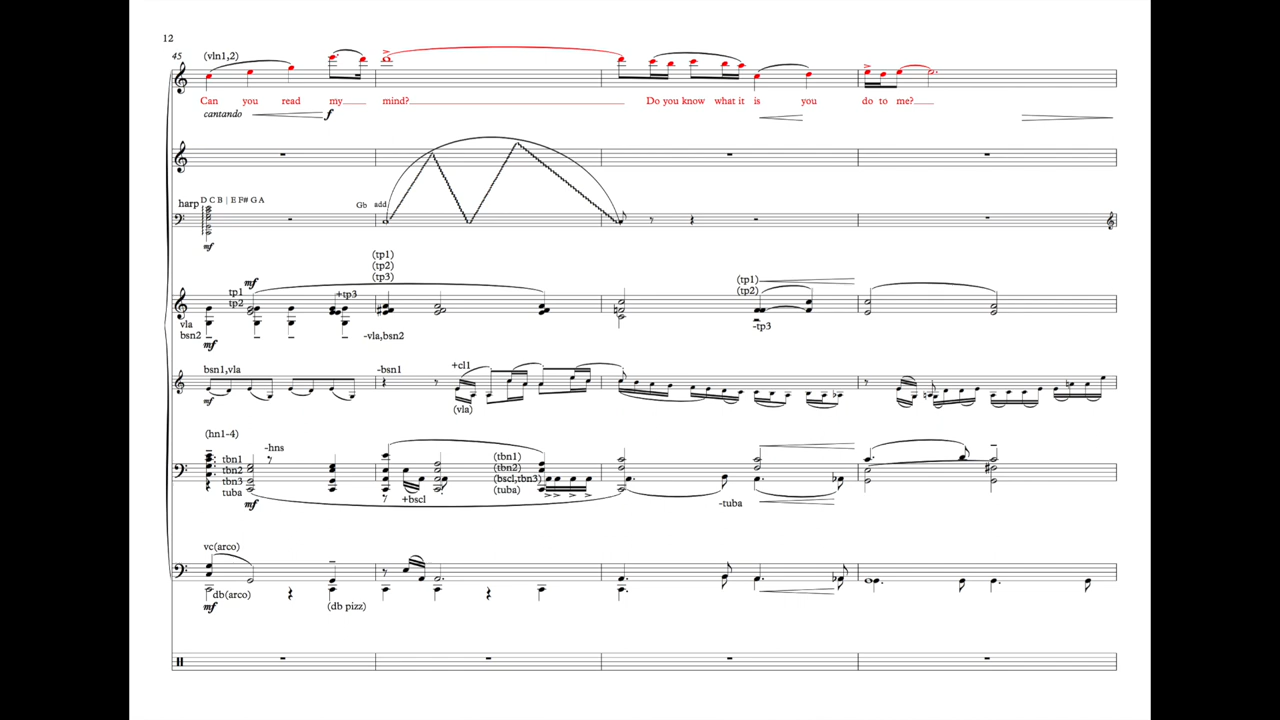 12
45
(vln1,2)
Can you read my mind? Do you know what it is you do to me?
cantando f
harp D C B | E F# G A
Gb add
mf
(tp1)
(tp2)
(tp3)
mf
tp1
tp2
+tp3
(tp1)
(tp2)
vla
bsn2
-vla,bsn2
-tp3
mf
bsn1,vla
-bsn1
+cl1
mf
(vla)
(hn1-4)
-hns
tbn1
tbn2
tbn3
tuba
(tbn1)
(tbn2)
(bscl,tbn3)
(tuba)
+bscl
mf
-tuba
vc(arco)
db(arco)
mf
(db pizz)